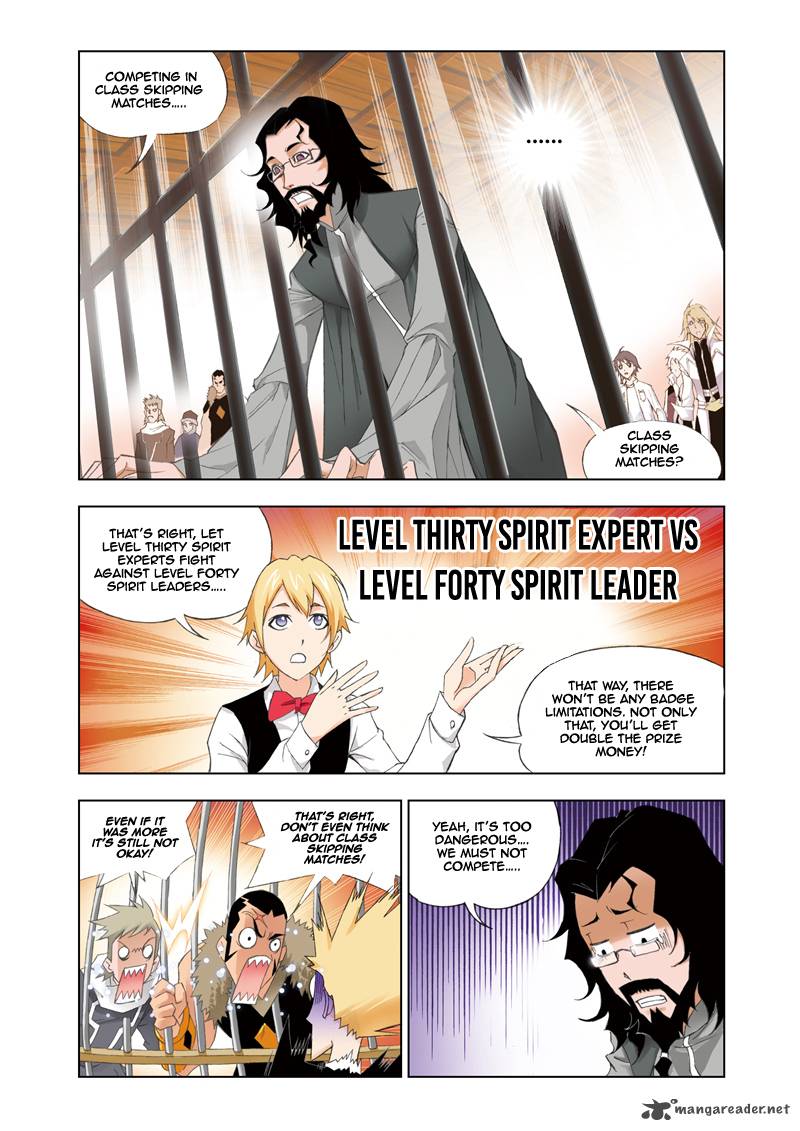 COMPETING IN
CLASS SKIPPING
MATCHES.....
......
CLASS
SKIPPING
MATCHES?
THAT'S RIGHT, LET
LEVEL THIRTY SPIRIT
EXPERTS FIGHT
AGAINST LEVEL FORTY
SPIRIT LEADERS.....
LEVEL THIRTY SPIRIT EXPERT VS
LEVEL FORTY SPIRIT LEADER
THAT WAY, THERE
WON'T BE ANY BADGE
LIMITATIONS. NOT ONLY
THAT, YOU'LL GET
DOUBLE THE PRIZE
MONEY!
EVEN IF IT
WAS MORE
IT'S STILL NOT
OKAY!
THAT'S RIGHT,
DON'T EVEN THINK
ABOUT CLASS
SKIPPING
MATCHES!
YEAH, IT'S TOO
DANGEROUS....
WE MUST NOT
COMPETE.....
mangareader.net